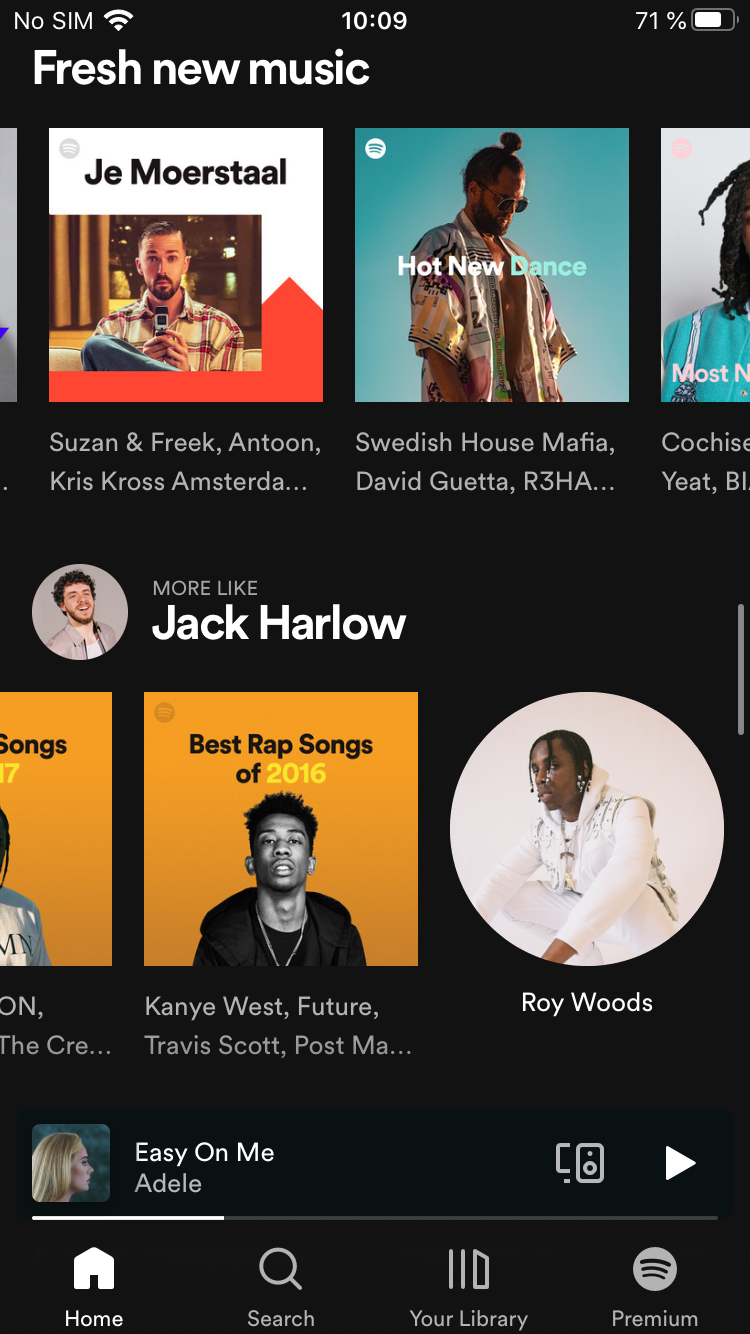 No SIM 10:09 71 %
Fresh new music
Je Moerstaal
Hot New Dance
Most N
Suzan & Freek, Antoon,
Kris Kross Amsterda...
Swedish House Mafia,
David Guetta, R3HA...
Cochise
Yeat, BI
MORE LIKE
Jack Harlow
Songs
17
MN
Best Rap Songs
of 2016
ON,
The Cre...
Kanye West, Future,
Travis Scott, Post Ma...
Roy Woods
Easy On Me
Adele
Home
Search
Your Library
Premium